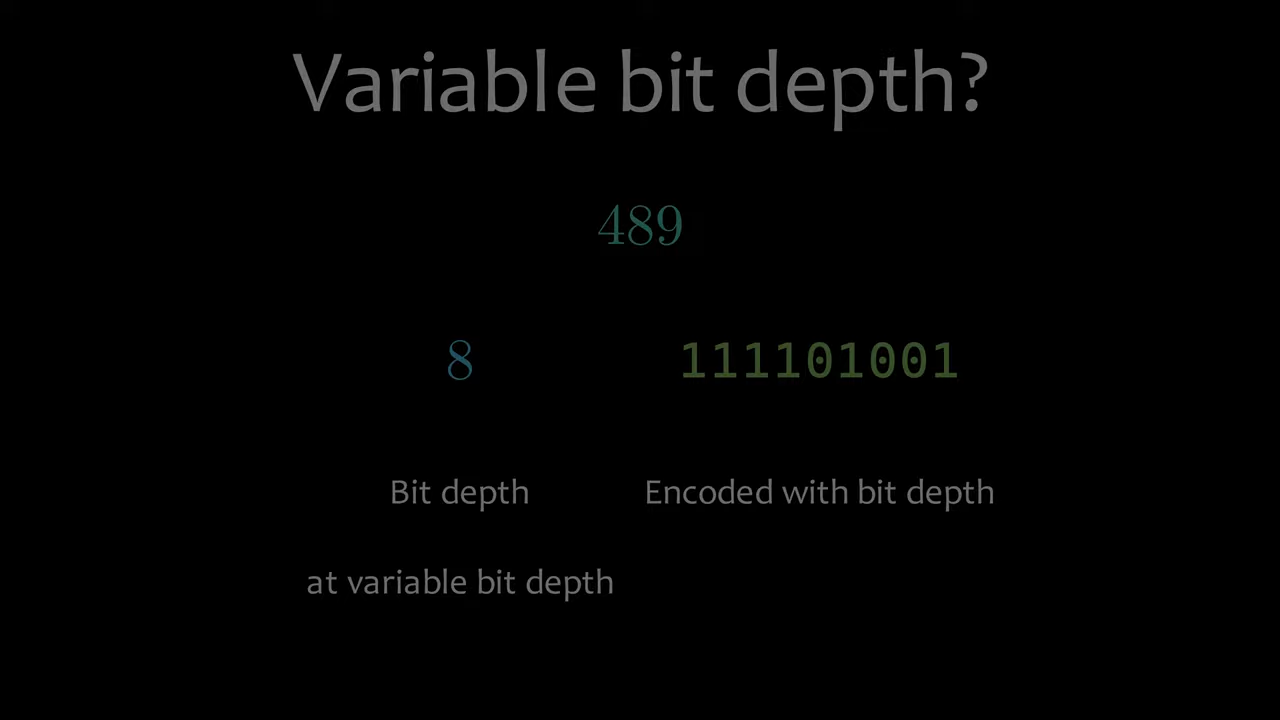 Variable bit depth?
489
8 111101001
Bit depth Encoded with bit depth
at variable bit depth